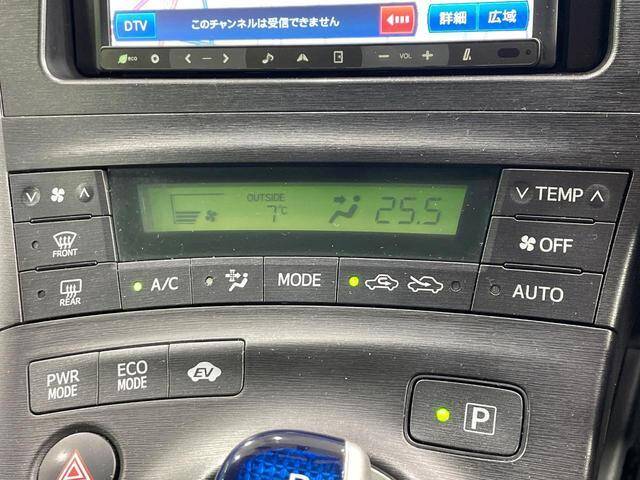 DTV このチャンネルは受信できません 詳細 広域
eco VOL
OUTSIDE
7℃ 25.5
TEMP
FRONT OFF
REAR A/C MODE AUTO
PWR MODE
ECO MODE
EV
P